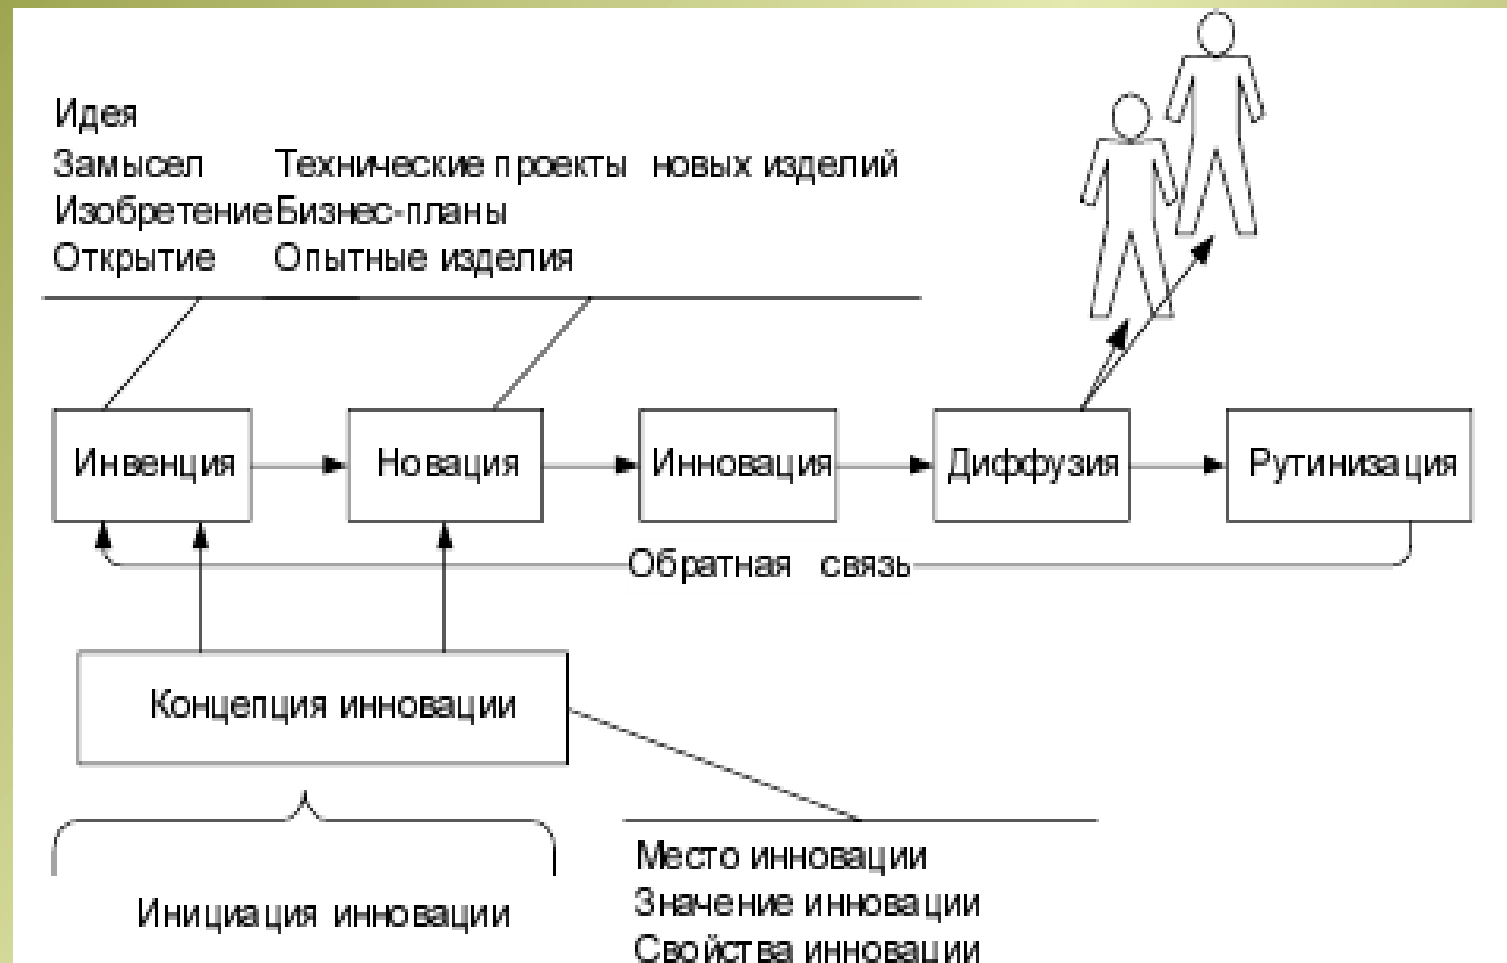 Идея
Замысел Технические проекты новых изделий
Изобретение Бизнес-планы
Открытие Опытные изделия
Инвенция Новация Инновация Диффузия Рутинизация
Обратная связь
Концепция инновации
Место инновации
Значение инновации
Инициация инновации
Свойства инновации